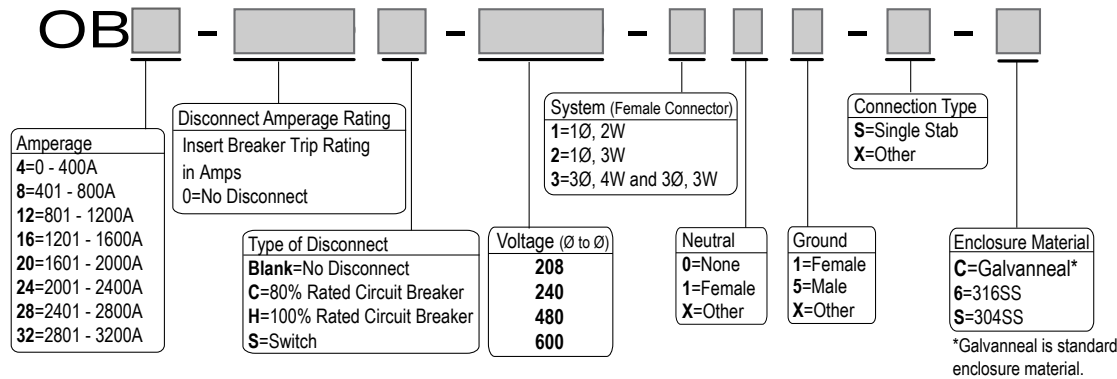 OB - - - - -
Amperage
4=0 - 400A
8=401 - 800A
12=801 - 1200A
16=1201 - 1600A
20=1601 - 2000A
24=2001 - 2400A
28=2401 - 2800A
32=2801 - 3200A
Disconnect Amperage Rating
Insert Breaker Trip Rating
in Amps
0=No Disconnect
Type of Disconnect
Blank=No Disconnect
C=80% Rated Circuit Breaker
H=100% Rated Circuit Breaker
S=Switch
Voltage (Ø to Ø)
208
240
480
600
System (Female Connector)
1=1Ø, 2W
2=1Ø, 3W
3=3Ø, 4W and 3Ø, 3W
Neutral
0=None
1=Female
X=Other
Ground
1=Female
5=Male
X=Other
Connection Type
S=Single Stab
X=Other
Enclosure Material
C=Galvanneal*
6=316SS
S=304SS
*Galvanneal is standard
enclosure material.